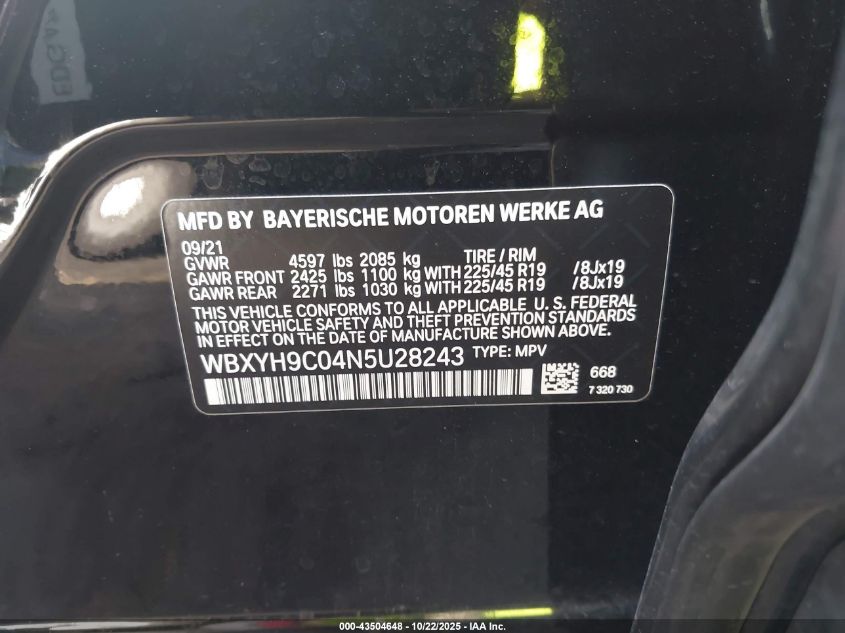 EDGA
MFD BY BAYERISCHE MOTOREN WERKE AG
09/21
GVWR 4597 lbs 2085 kg TIRE / RIM
GAWR FRONT 2425 lbs 1100 kg WITH 225/45 R19 /8Jx19
GAWR REAR 2271 lbs 1030 kg WITH 225/45 R19 /8Jx19
THIS VEHICLE CONFORMS TO ALL APPLICABLE U. S. FEDERAL
MOTOR VEHICLE SAFETY AND THEFT PREVENTION STANDARDS
IN EFFECT ON THE DATE OF MANUFACTURE SHOWN ABOVE.
WBXYH9C04N5U28243 TYPE: MPV
668
7 320 730
000-43504648 - 10/22/2025 - IAA Inc.